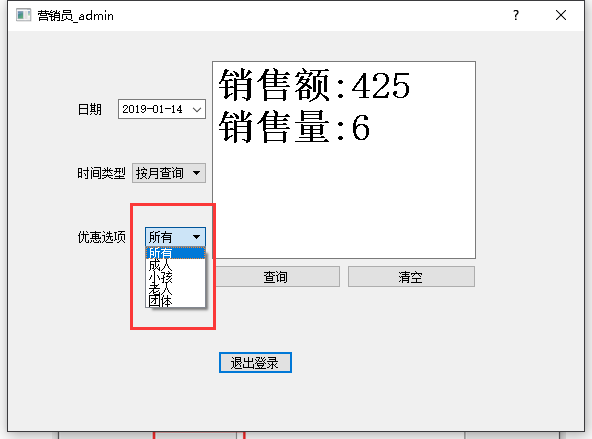 营销员_admin
?
销售额:425
销售量:6
日期
2019-01-14
时间类型
按月查询
优惠选项
所有
所有
成人
小孩
老人
团体
查询
清空
退出登录